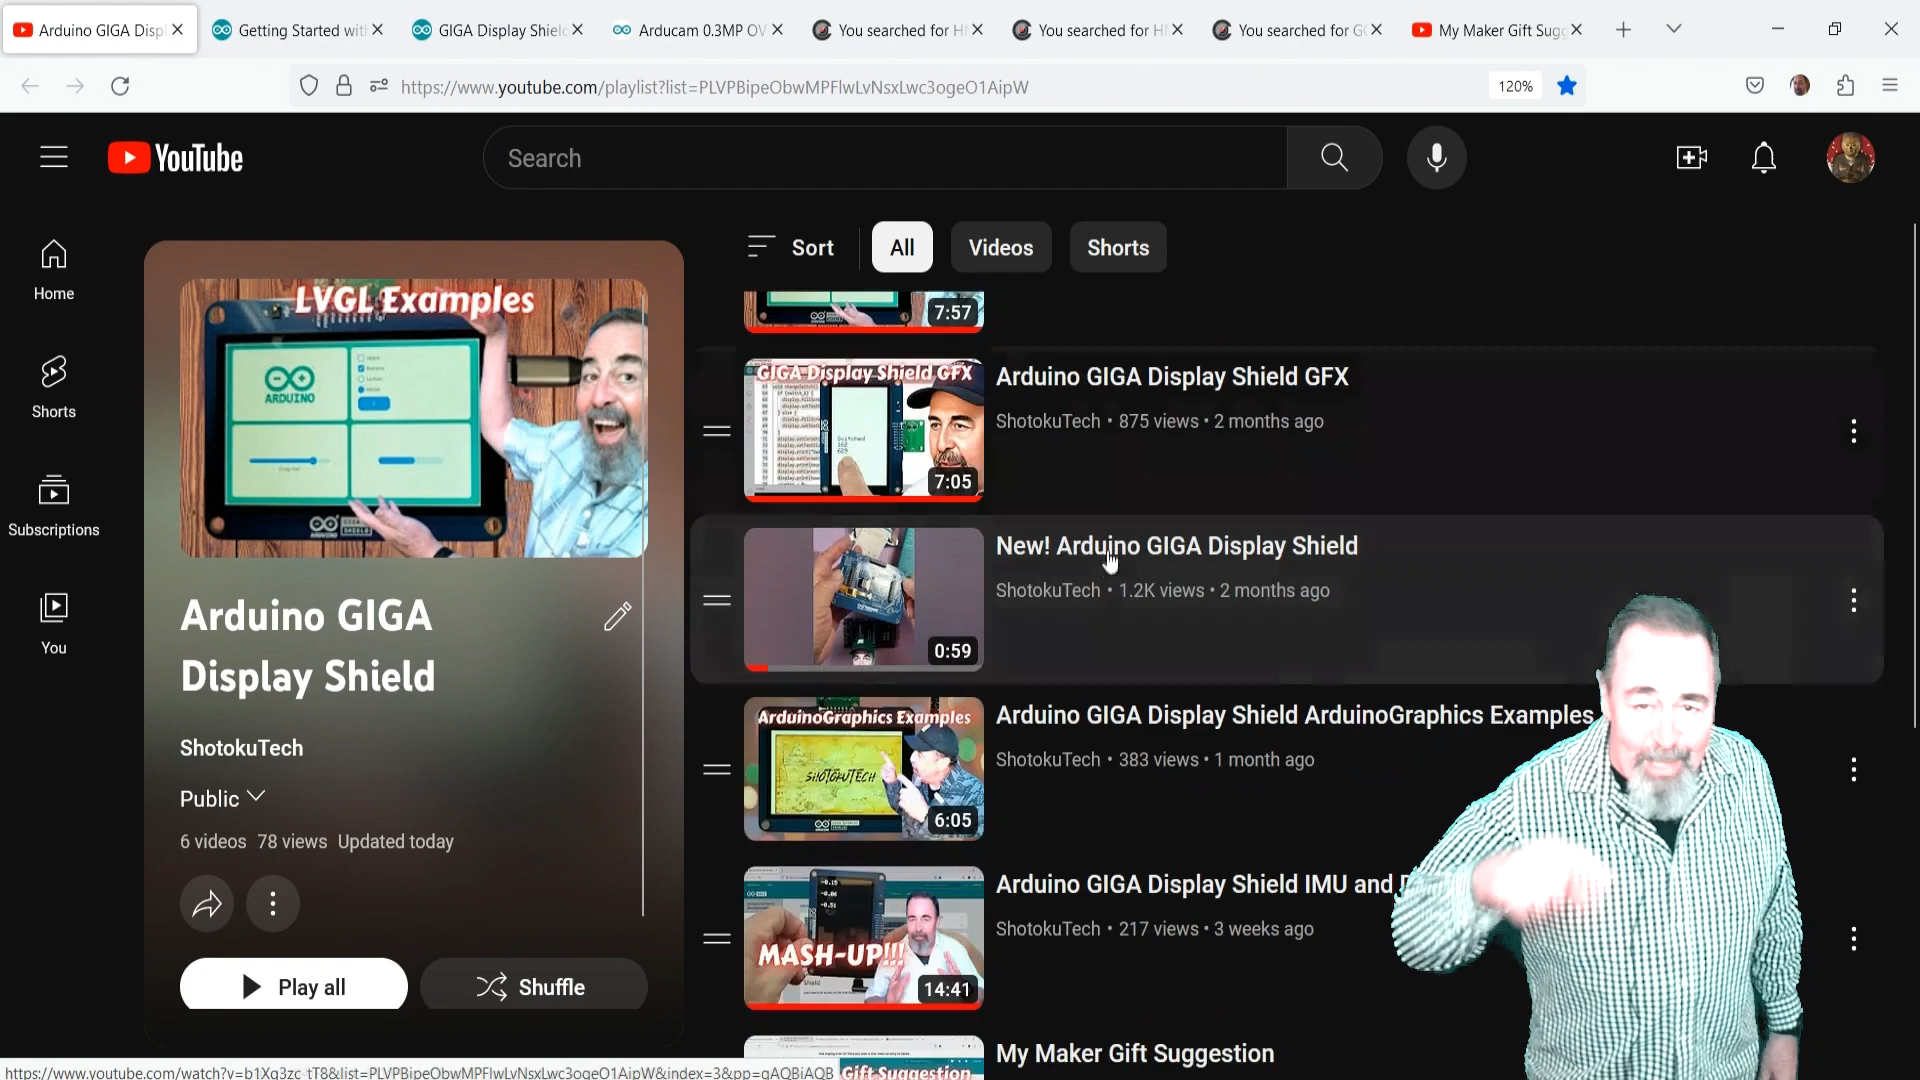 Arduino GIGA Displ
Getting Started wit
GIGA Display Shield
Arducam 0.3MP OV
You searched for H
You searched for H
You searched for G
My Maker Gift Sugg
https://www.youtube.com/playlist?list=PLVPBipeObwMPFlwLvNsxLwc3ogeO1AipW
120%
YouTube
Search
Home
Shorts
Subscriptions
You
LVGL Examples
ARDUINO
Arduino GIGA
Display Shield
ShotokuTech
Public
6 videos 78 views Updated today
Play all
Shuffle
Sort
All
Videos
Shorts
7:57
GIGA Display Shield GFX
7:05
Arduino GIGA Display Shield GFX
ShotokuTech • 875 views • 2 months ago
0:59
New! Arduino GIGA Display Shield
ShotokuTech • 1.2K views • 2 months ago
ArduinoGraphics Examples
SHOTOKUTECH
6:05
Arduino GIGA Display Shield ArduinoGraphics Examples
ShotokuTech • 383 views • 1 month ago
MASH-UP!!!
14:41
Arduino GIGA Display Shield IMU and
ShotokuTech • 217 views • 3 weeks ago
Gift Suggestion
My Maker Gift Suggestion
https://www.youtube.com/watch?v=b1Xq3zc_tT8&list=PLVPBipeObwMPFlwLvNsxLwc3ogeO1AipW&index=3&pp=gAQBiAQB